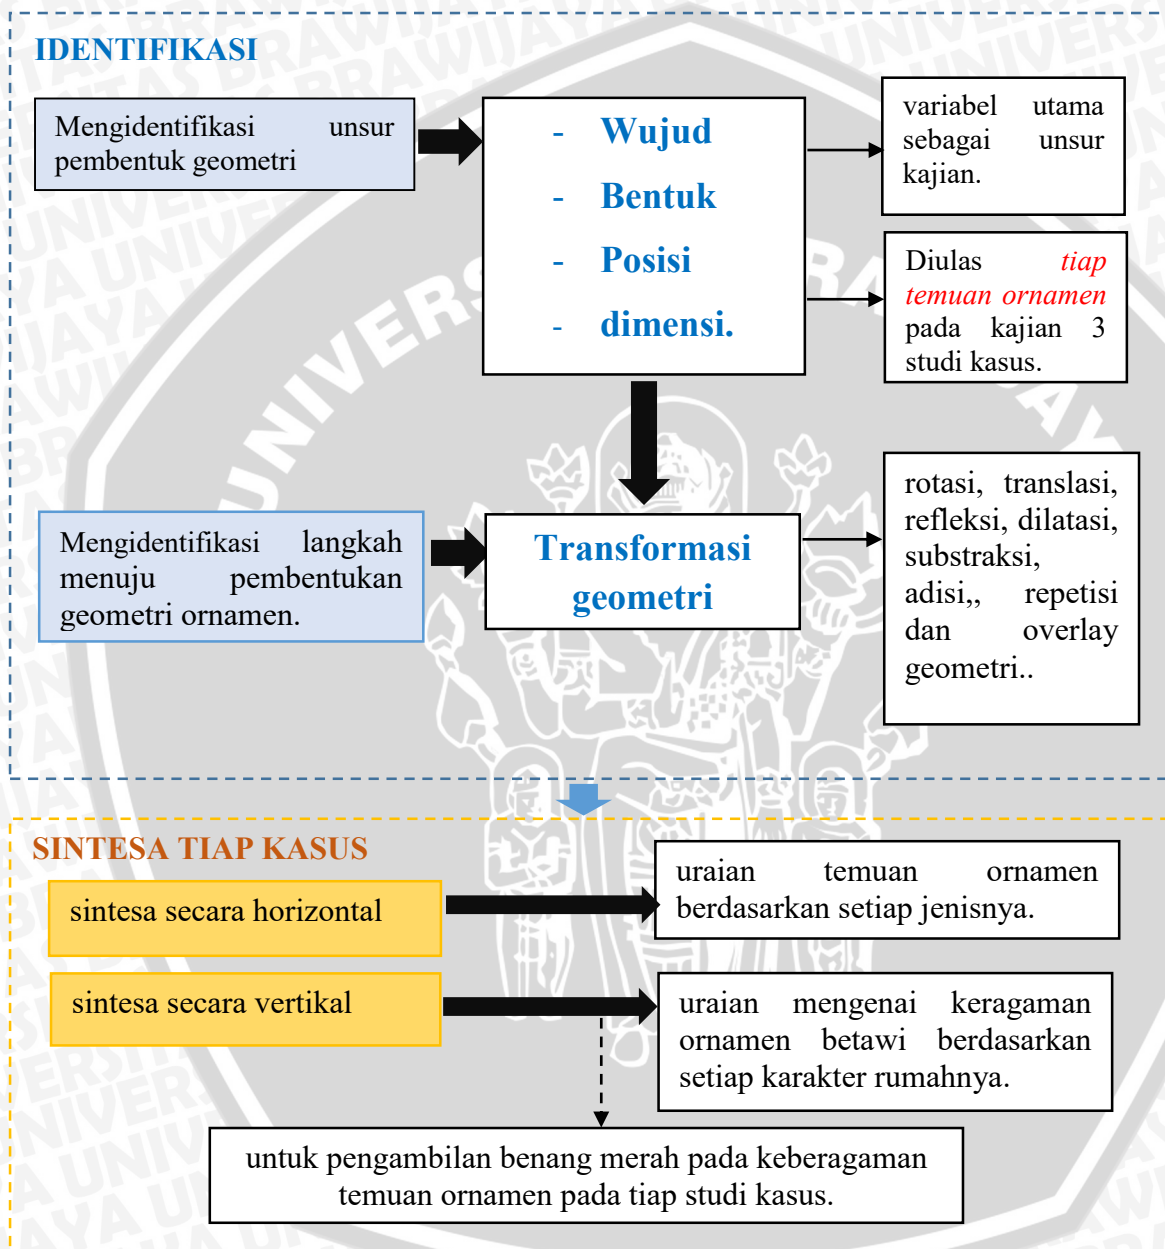 IDENTIFIKASI
Mengidentifikasi unsur
pembentuk geometri
- Wujud
- Bentuk
- Posisi
- dimensi.
variabel utama
sebagai unsur
kajian.
Diulas tiap
temuan ornamen
pada kajian 3
studi kasus.
Mengidentifikasi langkah
menuju pembentukan
geometri ornamen.
Transformasi
geometri
rotasi, translasi,
refleksi, dilatasi,
substraksi,
adisi,, repetisi
dan overlay
geometri..
SINTESA TIAP KASUS
sintesa secara horizontal
uraian temuan ornamen
berdasarkan setiap jenisnya.
sintesa secara vertikal
uraian mengenai keragaman
ornamen betawi berdasarkan
setiap karakter rumahnya.
untuk pengambilan benang merah pada keberagaman
temuan ornamen pada tiap studi kasus.